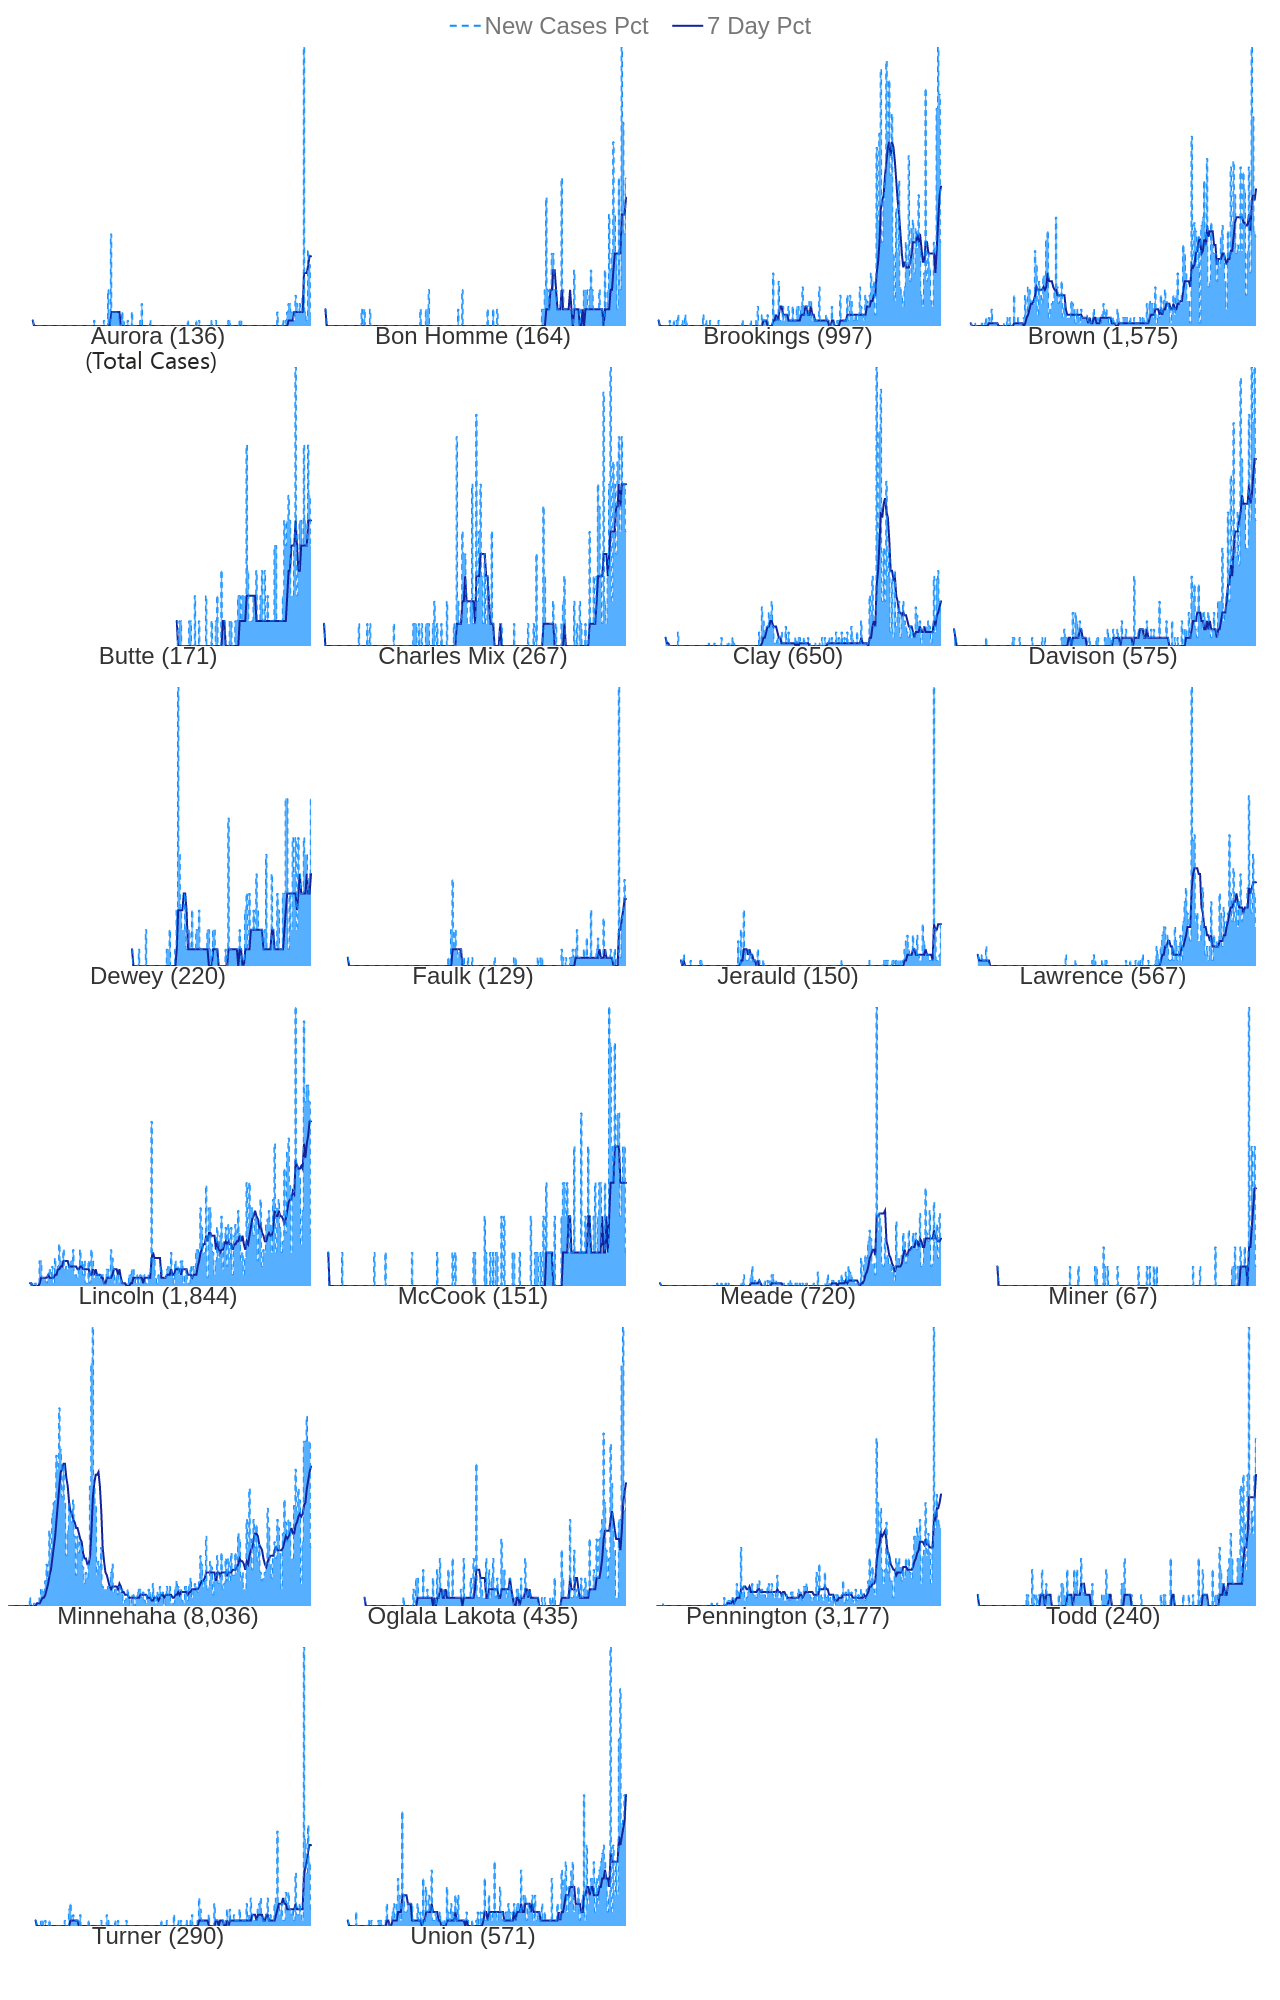 New Cases Pct 7 Day Pct
Aurora (136) Bon Homme (164) Brookings (997) Brown (1,575)
(Total Cases)
Butte (171) Charles Mix (267) Clay (650) Davison (575)
Dewey (220) Faulk (129) Jerauld (150) Lawrence (567)
Lincoln (1,844) McCook (151) Meade (720) Miner (67)
Minnehaha (8,036) Oglala Lakota (435) Pennington (3,177) Todd (240)
Turner (290) Union (571)